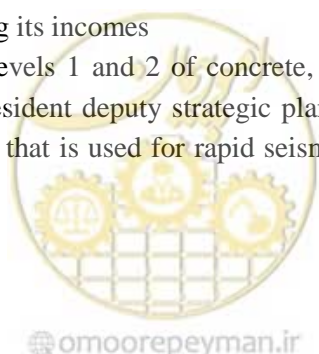 g its incomes
evels 1 and 2 of concrete,
esident deputy strategic plan
that is used for rapid seism
omoorepeyman.ir